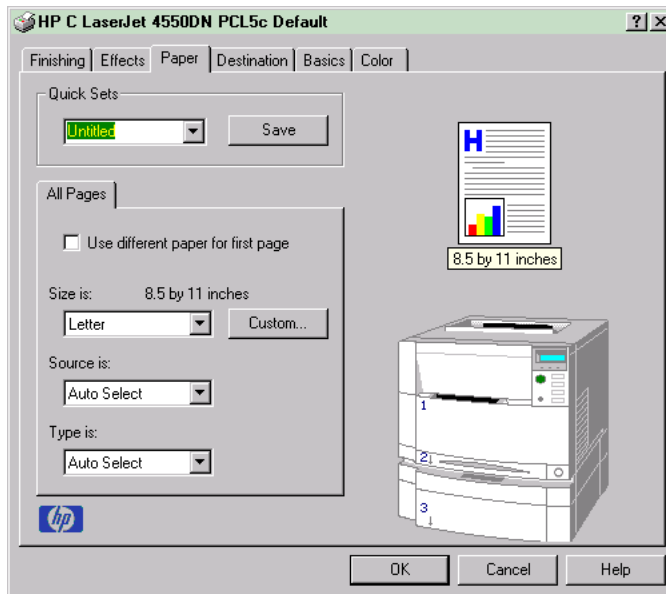 HP C LaserJet 4550DN PCL5c Default
Finishing Effects Paper Destination Basics Color
Quick Sets
Untitled Save
H
8.5 by 11 inches
All Pages
Use different paper for first page
Size is: 8.5 by 11 inches
Letter Custom...
Source is:
Auto Select
Type is:
Auto Select
1
2
3
hp
OK Cancel Help